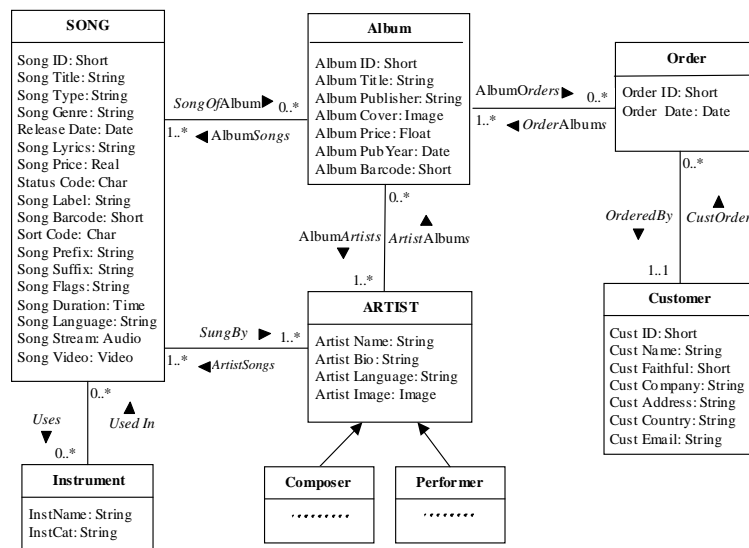 SONG
Song ID: Short
Song Title: String
Song Type: String
Song Genre: String
Release Date: Date
Song Lyrics: String
Song Price: Real
Status Code: Char
Song Label: String
Song Barcode: Short
Sort Code: Char
Song Prefix: String
Song Suffix: String
Song Flags: String
Song Duration: Time
Song Language: String
Song Stream: Audio
Song Video: Video
SongOfAlbum
0..*
1..*
AlbumSongs
Album
Album ID: Short
Album Title: String
Album Publisher: String
Album Cover: Image
Album Price: Float
Album PubYear: Date
Album Barcode: Short
AlbumOrders
0..*
1..*
OrderAlbums
Order
Order ID: Short
Order Date: Date
0..*
OrderedBy
CustOrder
1..1
Customer
Cust ID: Short
Cust Name: String
Cust Faithful: Short
Cust Company: String
Cust Address: String
Cust Country: String
Cust Email: String
0..*
AlbumArtists
ArtistAlbums
1..*
ARTIST
Artist Name: String
Artist Bio: String
Artist Language: String
Artist Image: Image
SungBy
1..*
1..*
ArtistSongs
0..*
Uses
Used In
0..*
Instrument
InstName: String
InstCat: String
Composer
Performer